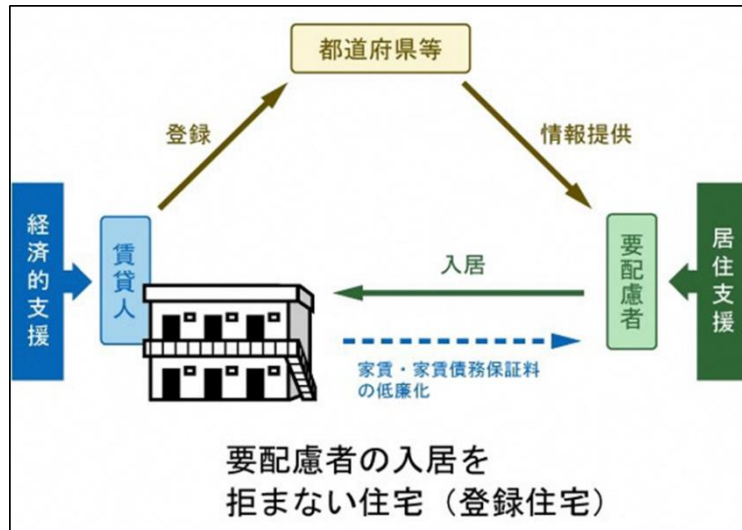 都道府県等
登録
情報提供
経済的支援
賃貸人
入居
要配慮者
居住支援
家賃・家賃債務保証料
の低廉化
要配慮者の入居を
拒まない住宅（登録住宅）